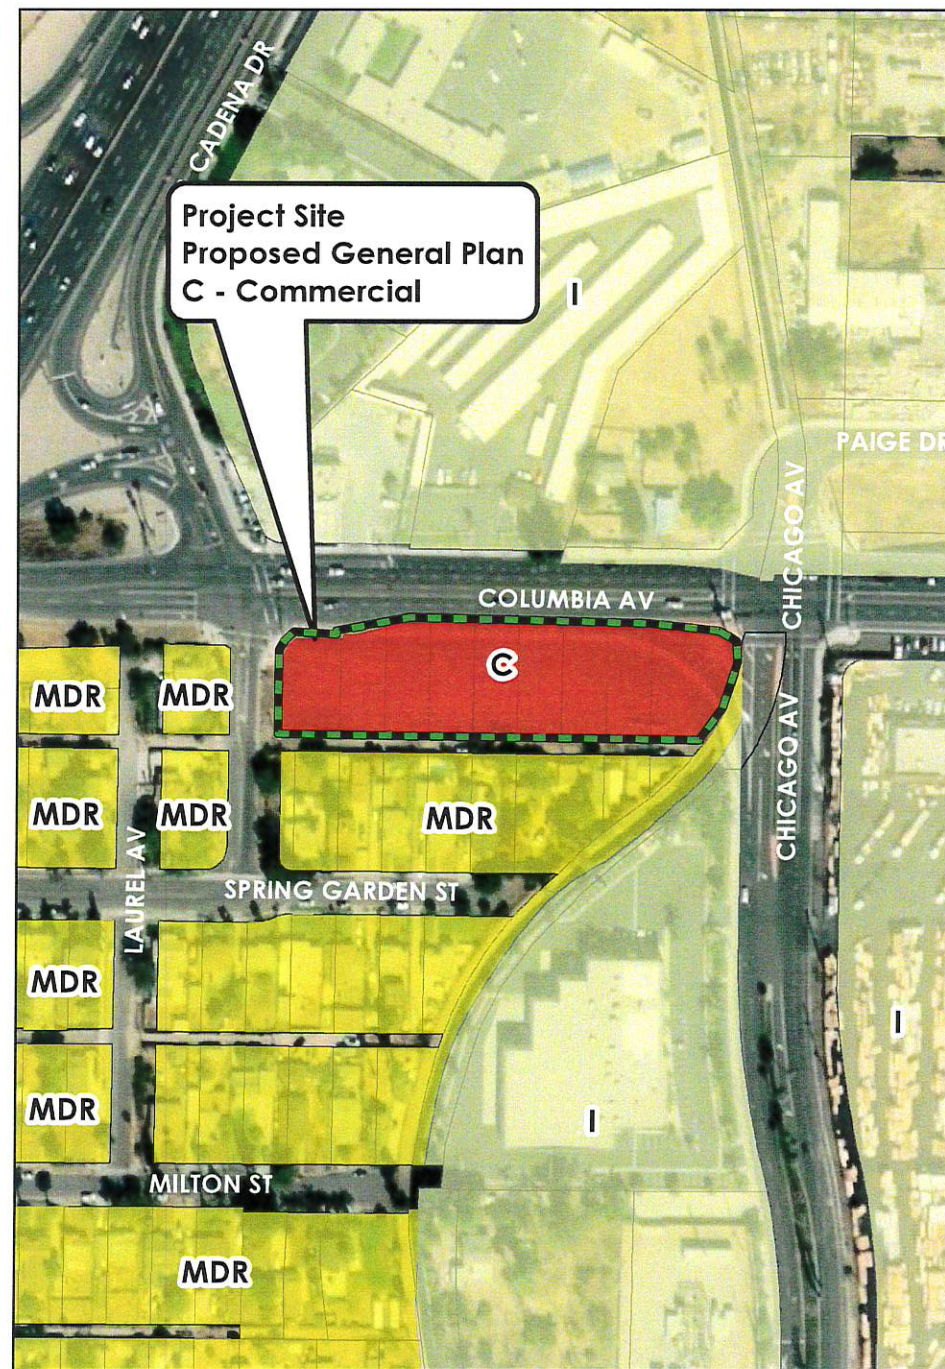 CADENA DR
Project Site
Proposed General Plan
C - Commercial
I
PAIGE DR
CHICAGO AV
COLUMBIA AV
C
MDR
MDR
CHICAGO AV
MDR
MDR
MDR
LAUREL AV
SPRING GARDEN ST
MDR
I
MDR
I
MILTON ST
MDR